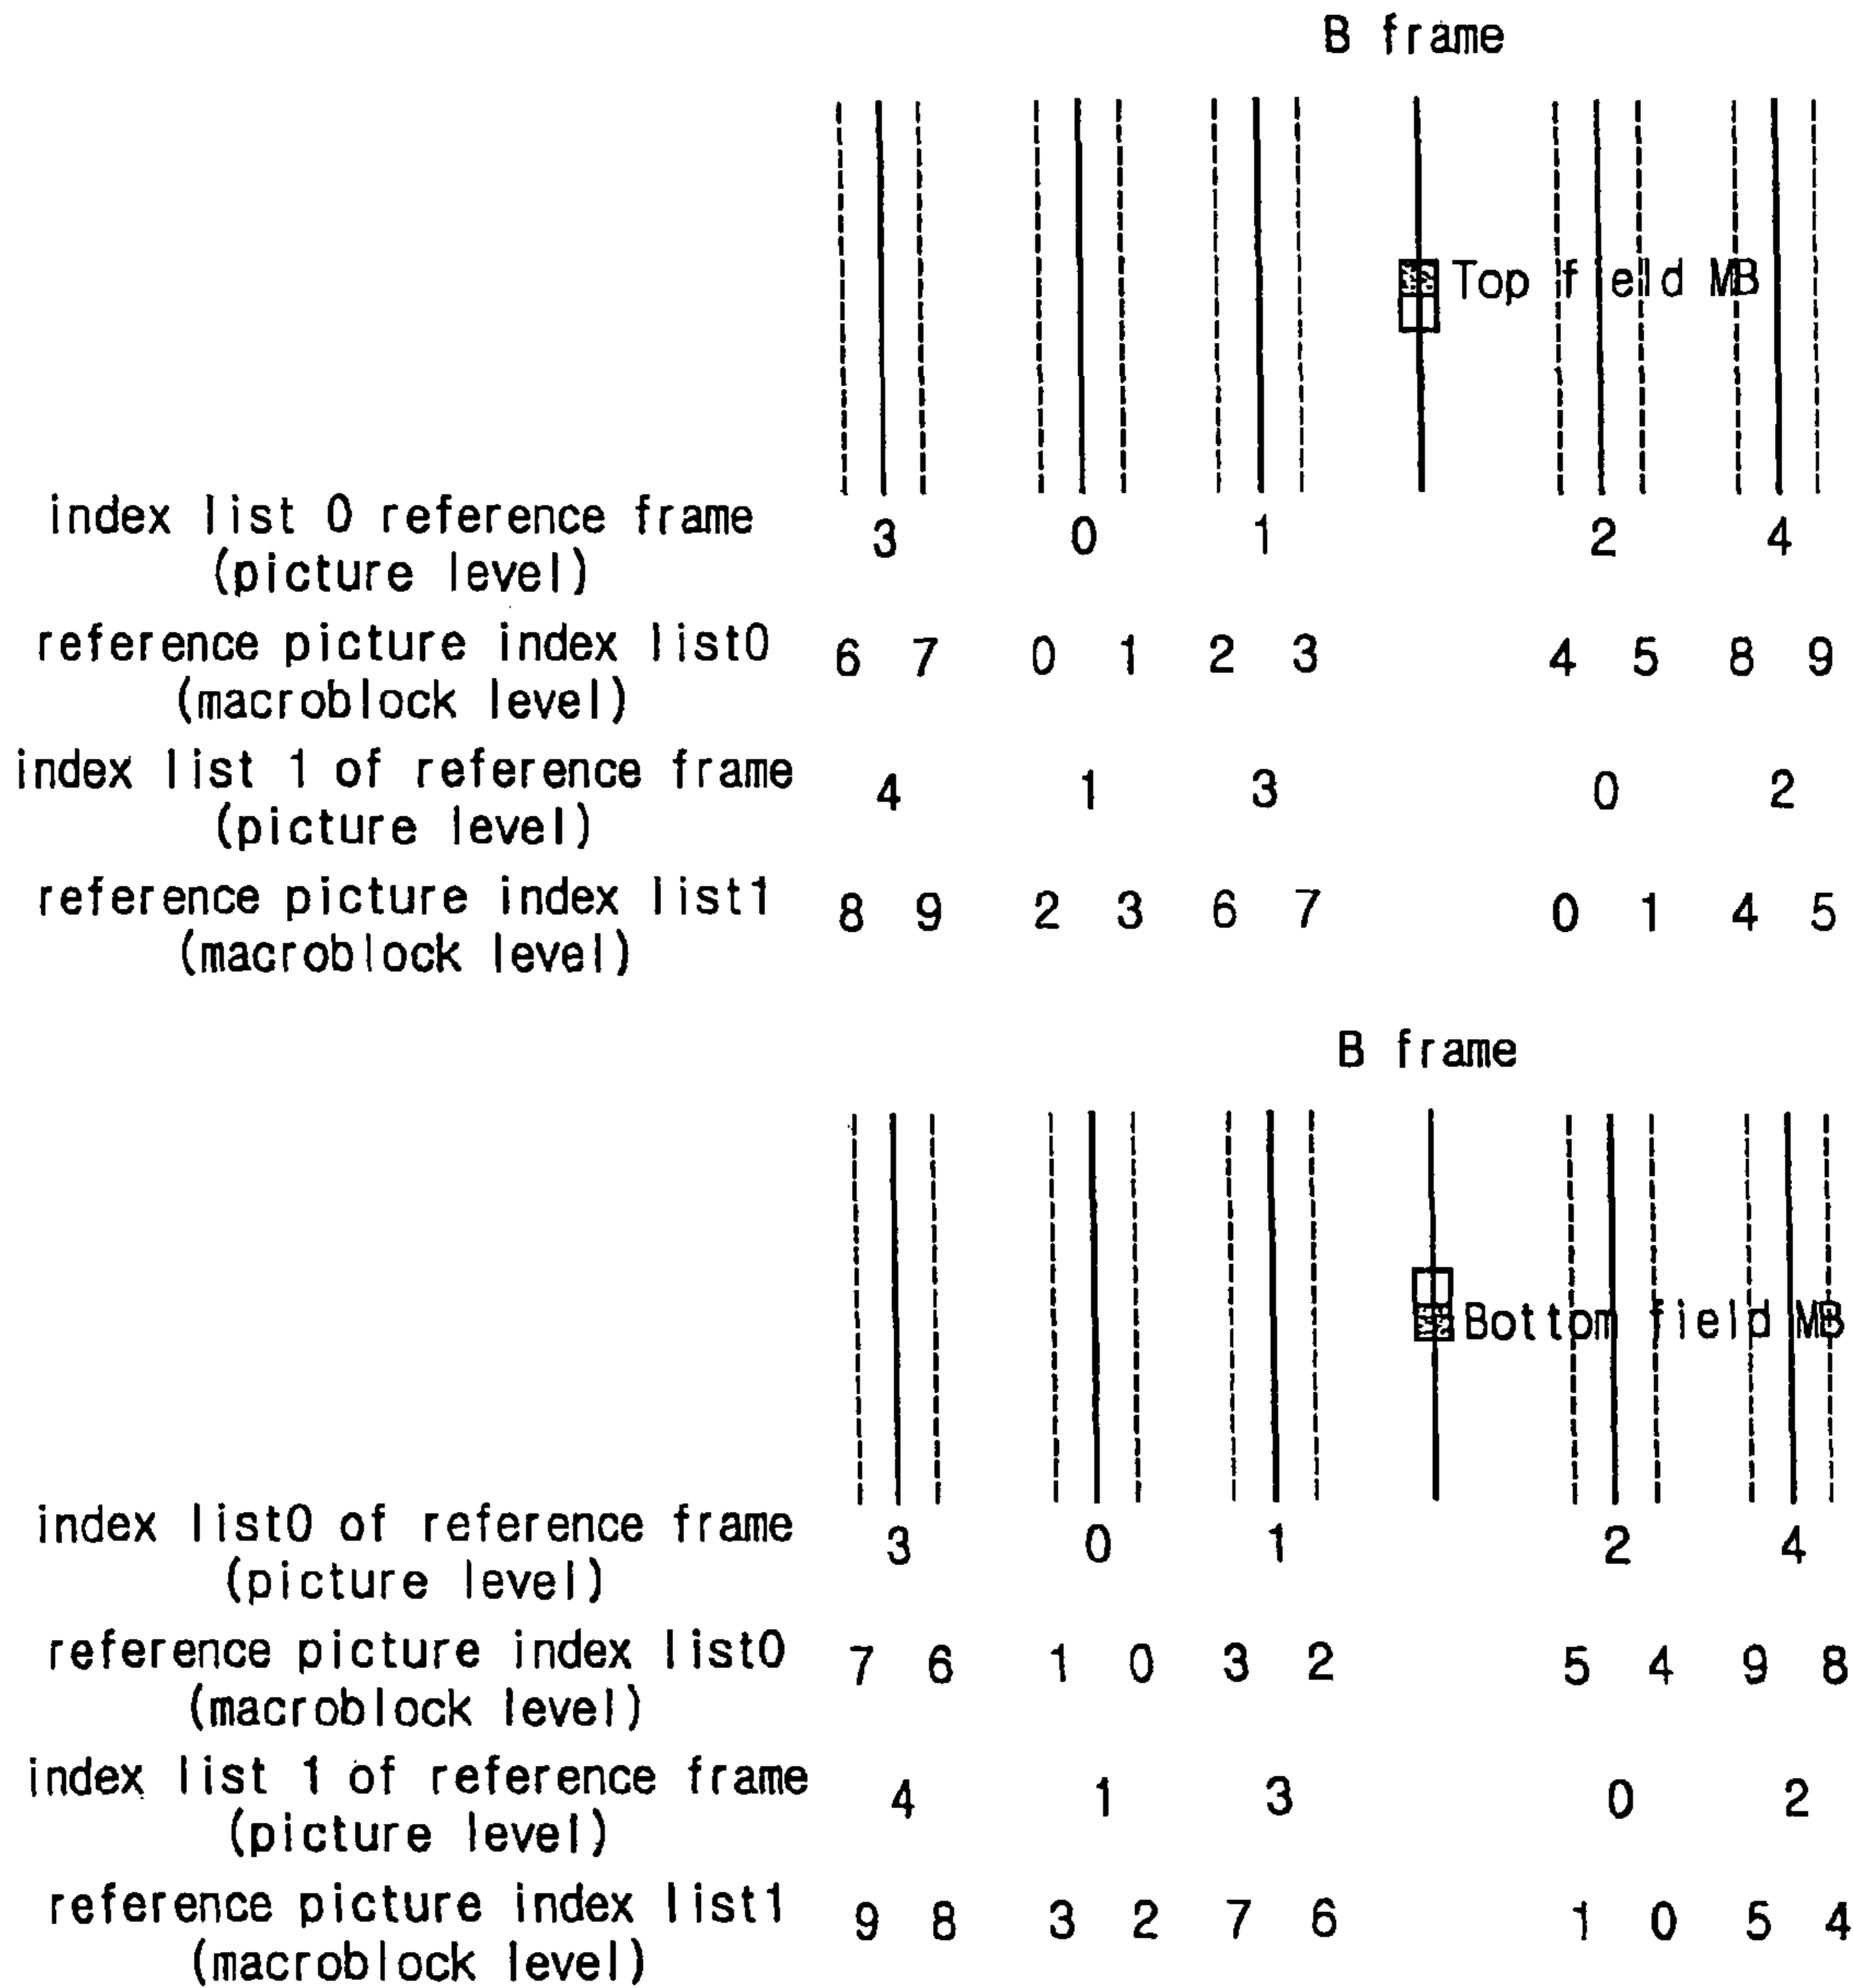 B frame
Top field MB
index list 0 reference frame
(picture level)
3 0 1 2 4
reference picture index list0
(macroblock level)
6 7 0 1 2 3 4 5 8 9
index list 1 of reference frame
(picture level)
4 1 3 0 2
reference picture index list1
(macroblock level)
8 9 2 3 6 7 0 1 4 5
B frame
Bottom field MB
index list0 of reference frame
(picture level)
3 0 1 2 4
reference picture index list0
(macroblock level)
7 6 1 0 3 2 5 4 9 8
index list 1 of reference frame
(picture level)
4 1 3 0 2
reference picture index list1
(macroblock level)
9 8 3 2 7 6 1 0 5 4